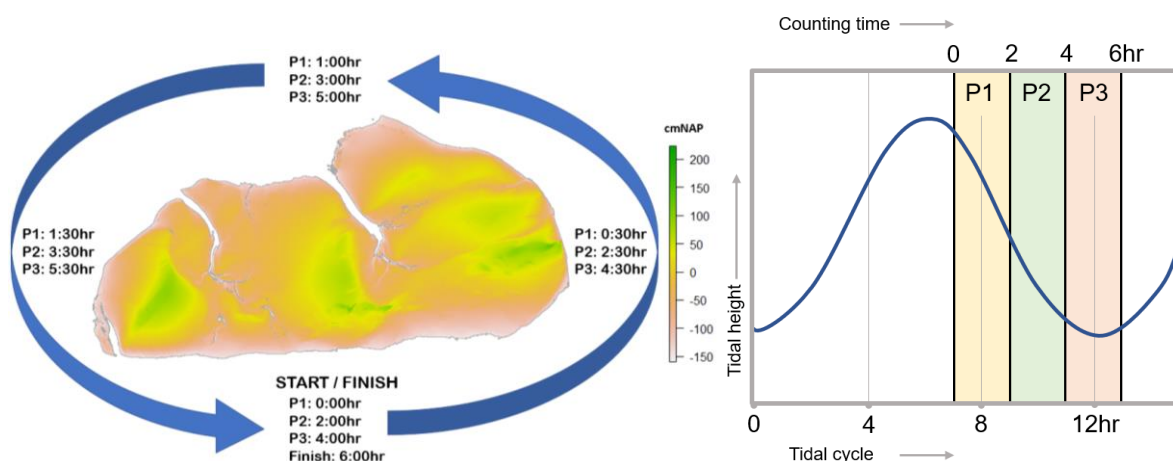 P1: 1:00hr
P2: 3:00hr
P3: 5:00hr
P1: 1:30hr
P2: 3:30hr
P3: 5:30hr
P1: 0:30hr
P2: 2:30hr
P3: 4:30hr
START / FINISH
P1: 0:00hr
P2: 2:00hr
P3: 4:00hr
Finish: 6:00hr
cmNAP
200
150
100
50
0
-50
-100
-150
Counting time
0 2 4 6hr
P1 P2 P3
Tidal height
0 4 8 12hr
Tidal cycle